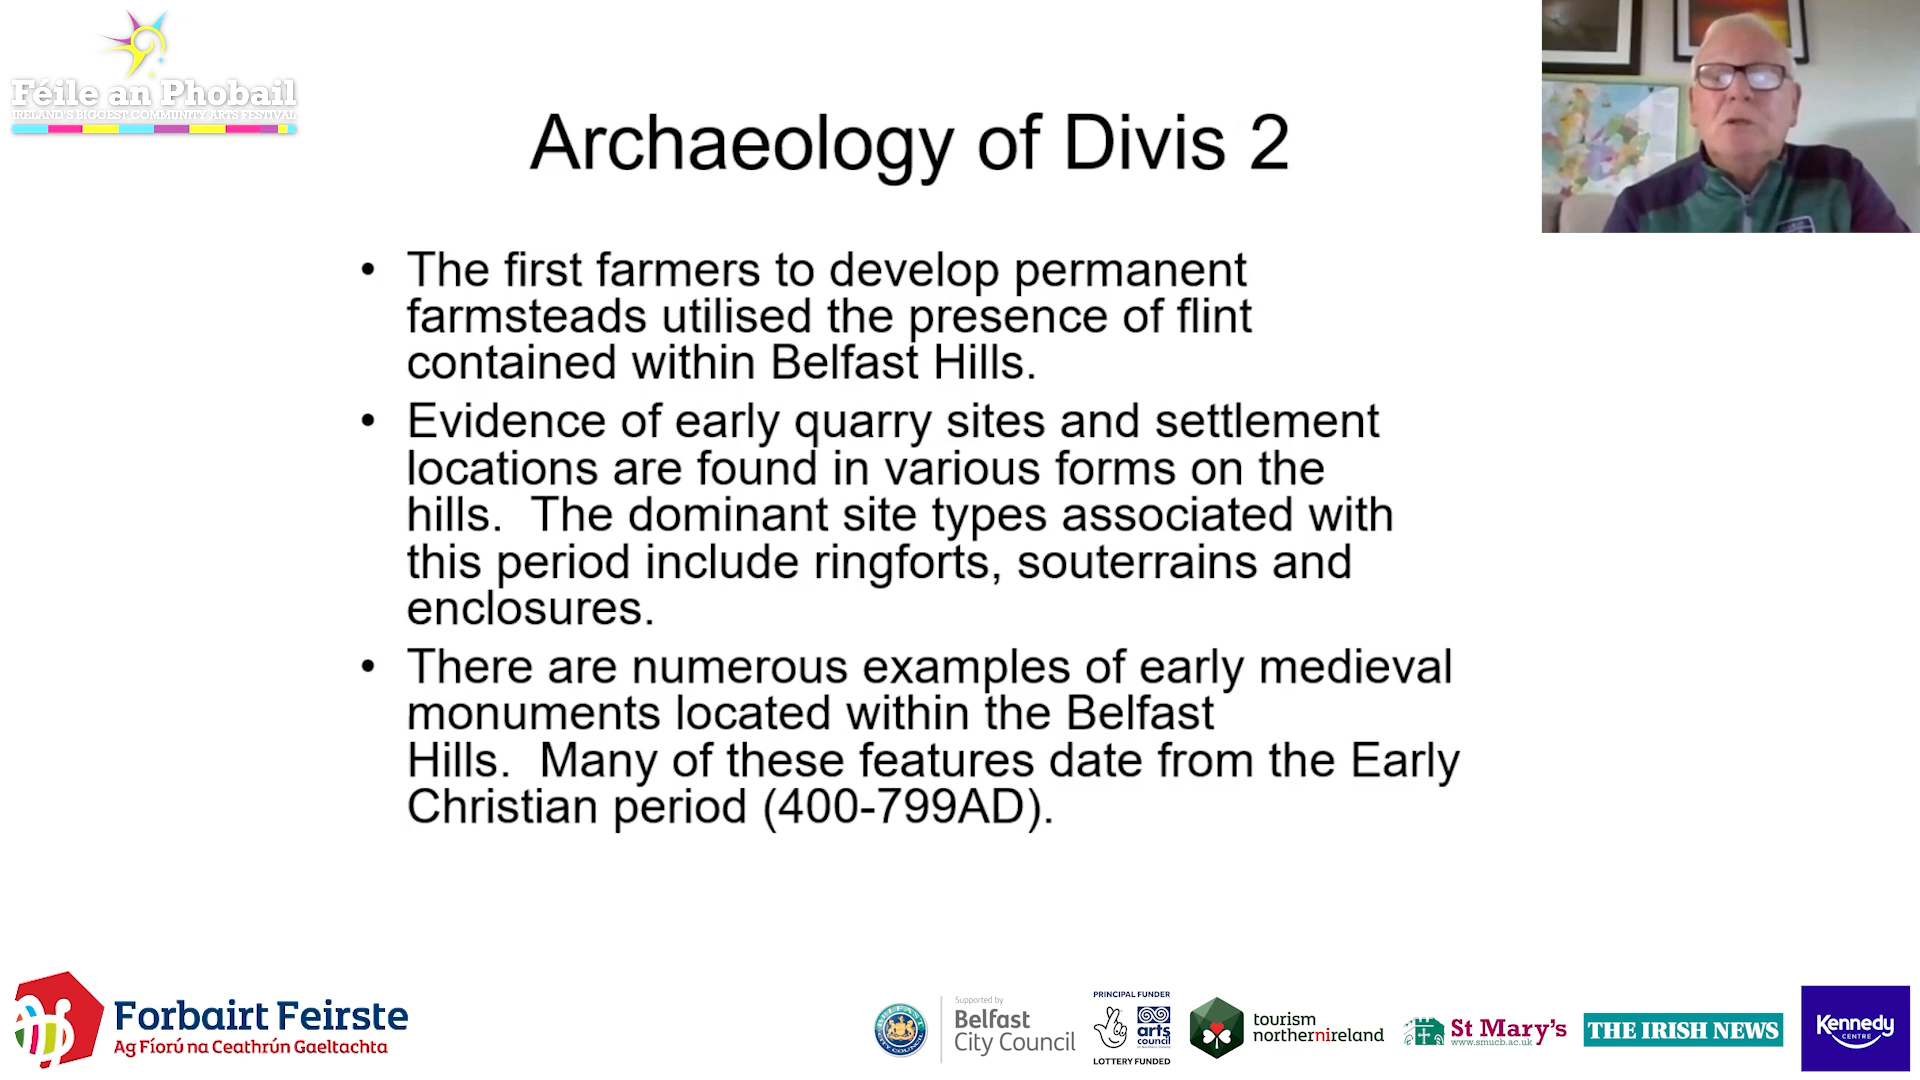 Féile an Phobail
IRELAND'S BIGGEST COMMUNITY ARTS FESTIVAL
Archaeology of Divis 2
• The first farmers to develop permanent
farmsteads utilised the presence of flint
contained within Belfast Hills.
• Evidence of early quarry sites and settlement
locations are found in various forms on the
hills. The dominant site types associated with
this period include ringforts, souterrains and
enclosures.
• There are numerous examples of early medieval
monuments located within the Belfast
Hills. Many of these features date from the Early
Christian period (400-799AD).
Forbairt Feirste
Ag Fíorú na Ceathrún Gaeltachta
Supported by
Belfast
City Council
PRINCIPAL FUNDER
arts
council
LOTTERY FUNDED
tourism
northernireland
St Mary's
www.smucb.ac.uk
THE IRISH NEWS
Kennedy
CENTRE